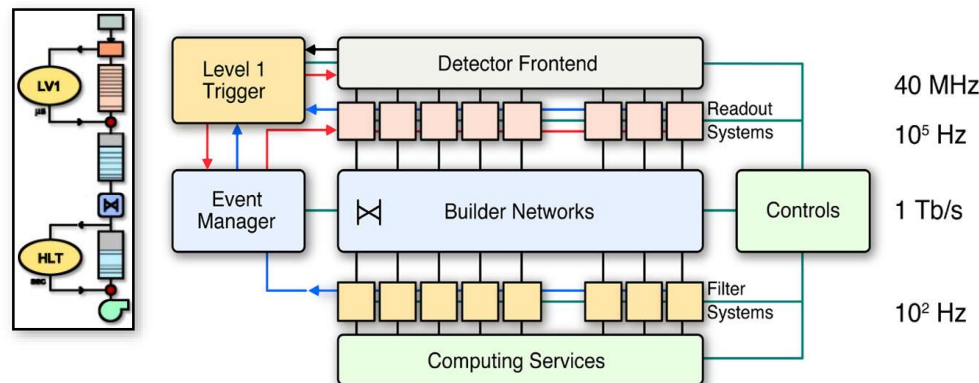 LV1
µs
HLT
sec
Level 1
Trigger
Detector Frontend
40 MHz
Readout
Systems
10⁵ Hz
Event
Manager
Builder Networks
Controls
1 Tb/s
Filter
Systems
10² Hz
Computing Services